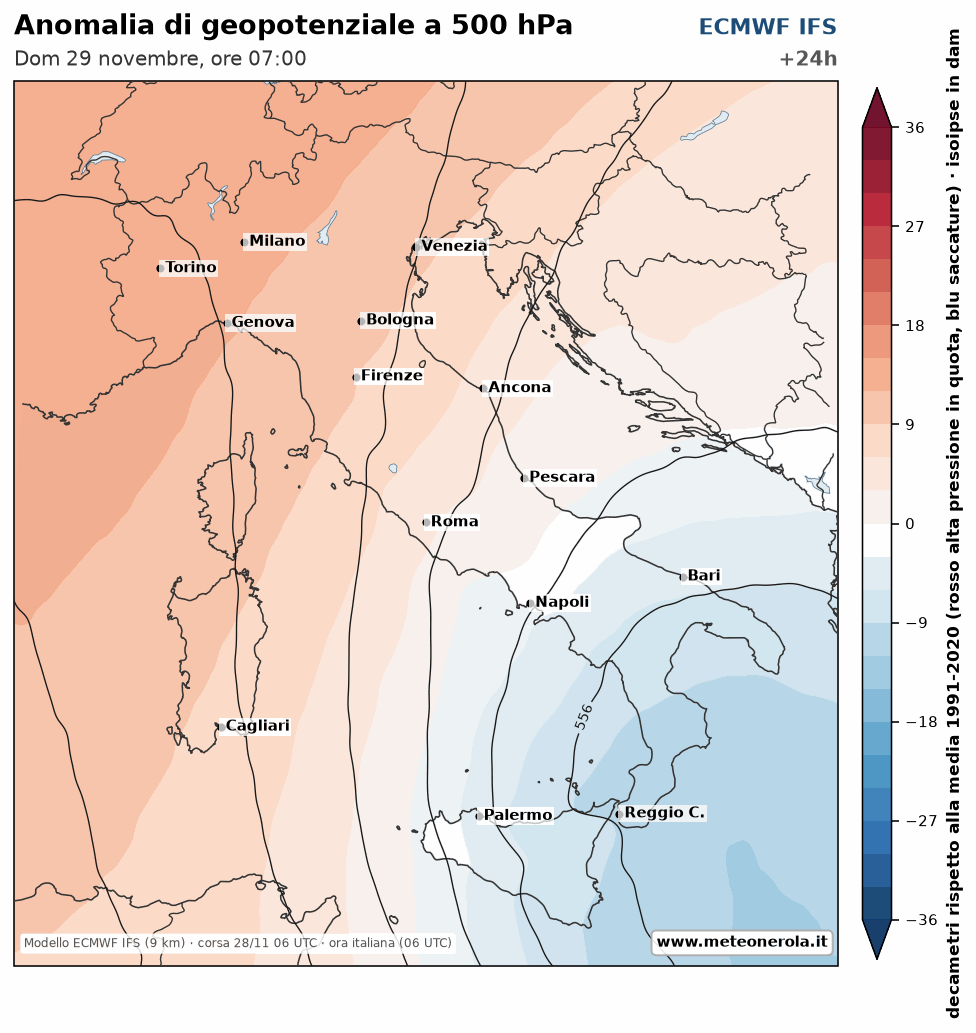 Anomalia di geopotenziale a 500 hPa
ECMWF IFS
Dom 29 novembre, ore 07:00
+24h
Milano
Venezia
Torino
Genova
Bologna
Firenze
Ancona
Pescara
Roma
Bari
Napoli
556
Cagliari
Palermo
Reggio C.
Modello ECMWF IFS (9 km) · corsa 28/11 06 UTC · ora italiana (06 UTC)
www.meteonerola.it
36
27
18
9
0
−9
−18
−27
−36
decametri rispetto alla media 1991-2020 (rosso alta pressione in quota, blu saccature) · isoipse in dam